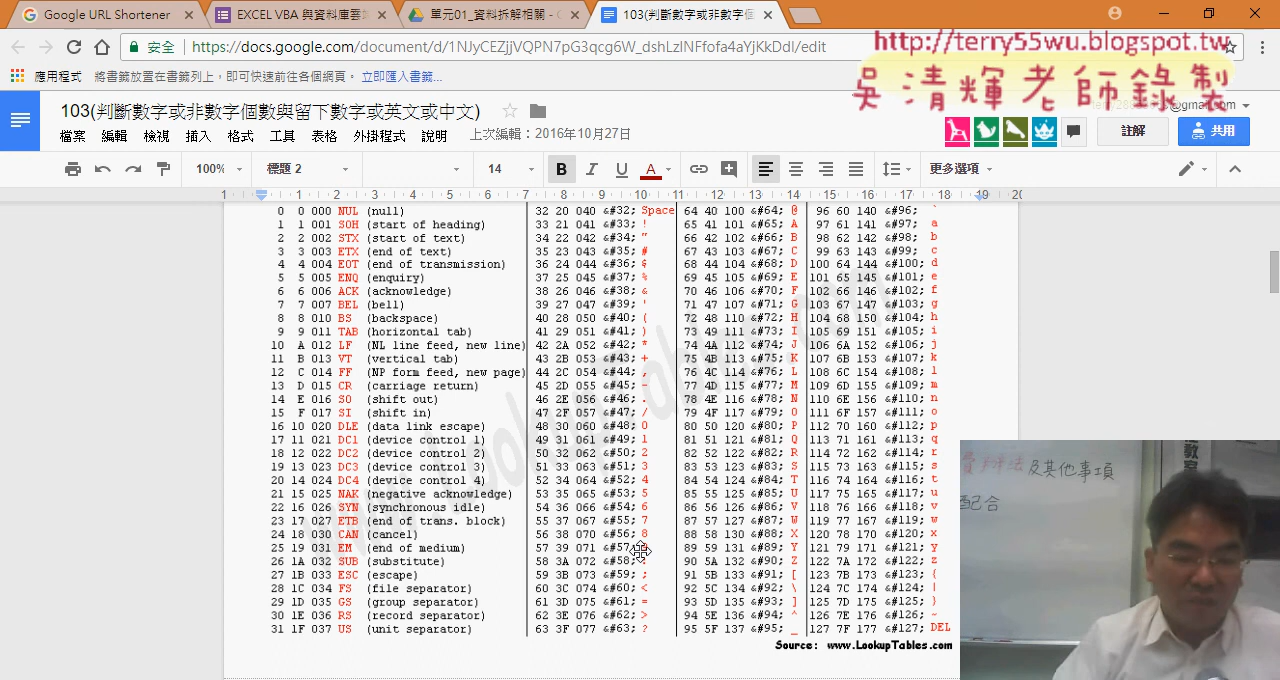 Google URL Shortener
EXCEL VBA 與資料庫雲
單元01_資料拆解相關 -
103(判斷數字或非數字個
安全 https://docs.google.com/document/d/1NJyCEZjjVQPN7pG3qcg6W_dshLzlNFfofa4aYjKkDdI/edit
http://terry55wu.blogspot.tw
應用程式 將書籤放置在書籤列上，即可快速前往各個網頁。 立即匯入書籤...
吳清輝老師錄製
103(判斷數字或非數字個數與留下數字或英文或中文)
@gmail.com
檔案 編輯 檢視 插入 格式 工具 表格 外掛程式 說明 上次編輯：2016年10月27日
註解 共用
100% 標題 2 14 B I U A 更多選項
1 1 2 3 4 5 6 7 8 9 10 11 12 13 14 15 16 17 18 19 20
0 0 000 NUL (null) 32 20 040 &#32; Space 64 40 100 &#64; @ 96 60 140 &#96; `
1 1 001 SOH (start of heading) 33 21 041 &#33; ! 65 41 101 &#65; A 97 61 141 &#97; a
2 2 002 STX (start of text) 34 22 042 &#34; " 66 42 102 &#66; B 98 62 142 &#98; b
3 3 003 ETX (end of text) 35 23 043 &#35; # 67 43 103 &#67; C 99 63 143 &#99; c
4 4 004 EOT (end of transmission) 36 24 044 &#36; $ 68 44 104 &#68; D 100 64 144 &#100; d
5 5 005 ENQ (enquiry) 37 25 045 &#37; % 69 45 105 &#69; E 101 65 145 &#101; e
6 6 006 ACK (acknowledge) 38 26 046 &#38; & 70 46 106 &#70; F 102 66 146 &#102; f
7 7 007 BEL (bell) 39 27 047 &#39; ' 71 47 107 &#71; G 103 67 147 &#103; g
8 8 010 BS (backspace) 40 28 050 &#40; ( 72 48 110 &#72; H 104 68 150 &#104; h
9 9 011 TAB (horizontal tab) 41 29 051 &#41; ) 73 49 111 &#73; I 105 69 151 &#105; i
10 A 012 LF (NL line feed, new line) 42 2A 052 &#42; * 74 4A 112 &#74; J 106 6A 152 &#106; j
11 B 013 VT (vertical tab) 43 2B 053 &#43; + 75 4B 113 &#75; K 107 6B 153 &#107; k
12 C 014 FF (NP form feed, new page) 44 2C 054 &#44; , 76 4C 114 &#76; L 108 6C 154 &#108; l
13 D 015 CR (carriage return) 45 2D 055 &#45; - 77 4D 115 &#77; M 109 6D 155 &#109; m
14 E 016 SO (shift out) 46 2E 056 &#46; . 78 4E 116 &#78; N 110 6E 156 &#110; n
15 F 017 SI (shift in) 47 2F 057 &#47; / 79 4F 117 &#79; O 111 6F 157 &#111; o
16 10 020 DLE (data link escape) 48 30 060 &#48; 0 80 50 120 &#80; P 112 70 160 &#112; p
17 11 021 DC1 (device control 1) 49 31 061 &#49; 1 81 51 121 &#81; Q 113 71 161 &#113; q
18 12 022 DC2 (device control 2) 50 32 062 &#50; 2 82 52 122 &#82; R 114 72 162 &#114; r
19 13 023 DC3 (device control 3) 51 33 063 &#51; 3 83 53 123 &#83; S 115 73 163 &#115; s
20 14 024 DC4 (device control 4) 52 34 064 &#52; 4 84 54 124 &#84; T 116 74 164 &#116; t
21 15 025 NAK (negative acknowledge) 53 35 065 &#53; 5 85 55 125 &#85; U 117 75 165 &#117; u
22 16 026 SYN (synchronous idle) 54 36 066 &#54; 6 86 56 126 &#86; V 118 76 166 &#118; v
23 17 027 ETB (end of trans. block) 55 37 067 &#55; 7 87 57 127 &#87; W 119 77 167 &#119; w
24 18 030 CAN (cancel) 56 38 070 &#56; 8 88 58 130 &#88; X 120 78 170 &#120; x
25 19 031 EM (end of medium) 57 39 071 &#57; 89 59 131 &#89; Y 121 79 171 &#121; y
26 1A 032 SUB (substitute) 58 3A 072 &#58; : 90 5A 132 &#90; Z 122 7A 172 &#122; z
27 1B 033 ESC (escape) 59 3B 073 &#59; ; 91 5B 133 &#91; [ 123 7B 173 &#123; {
28 1C 034 FS (file separator) 60 3C 074 &#60; < 92 5C 134 &#92; \ 124 7C 174 &#124; |
29 1D 035 GS (group separator) 61 3D 075 &#61; = 93 5D 135 &#93; ] 125 7D 175 &#125; }
30 1E 036 RS (record separator) 62 3E 076 &#62; > 94 5E 136 &#94; ^ 126 7E 176 &#126; ~
31 1F 037 US (unit separator) 63 3F 077 &#63; ? 95 5F 137 &#95; _ 127 7F 177 &#127; DEL
Source: www.LookupTables.com
www.LookupTables.com
費辦法及其他事項
配合
教室